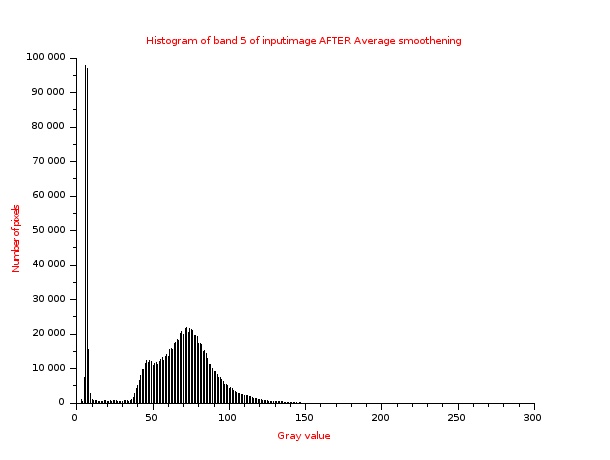 Histogram of band 5 of inputimage AFTER Average smoothening
100 000
90 000
80 000
70 000
60 000
50 000
40 000
30 000
20 000
10 000
0
Number of pixels
0 50 100 150 200 250 300
Gray value